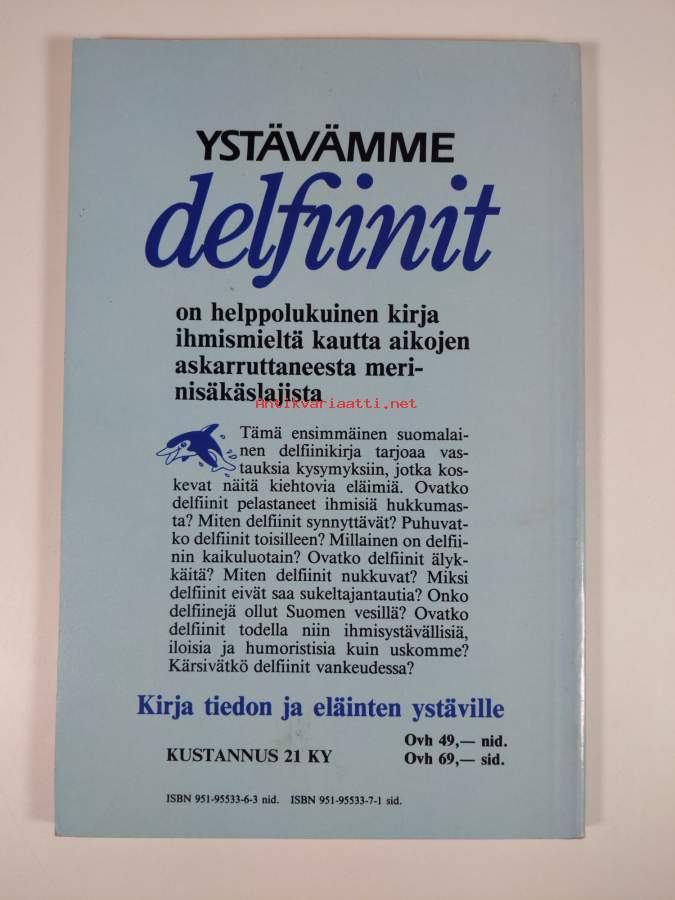 YSTÄVÄMME
delfiinit
on helppolukuinen kirja
ihmismieltä kautta aikojen
askarruttaneesta meri-
nisäkäslajista
Antikvariaatti.net
Tämä ensimmäinen suomalai-
nen delfiinikirja tarjoaa vas-
tauksia kysymyksiin, jotka kos-
kevat näitä kiehtovia eläimiä. Ovatko
delfiinit pelastaneet ihmisiä hukkumas-
ta? Miten delfiinit synnyttävät? Puhuvat-
ko delfiinit toisilleen? Millainen on delfii-
nin kaikuluotain? Ovatko delfiinit älyk-
käitä? Miten delfiinit nukkuvat? Miksi
delfiinit eivät saa sukeltajantautia? Onko
delfiinejä ollut Suomen vesillä? Ovatko
delfiinit todella niin ihmisystävällisiä,
iloisia ja humoristisia kuin uskomme?
Kärsivätkö delfiinit vankeudessa?
Kirja tiedon ja eläinten ystäville
Ovh 49,— nid.
KUSTANNUS 21 KY Ovh 69,— sid.
ISBN 951-95533-6-3 nid. ISBN 951-95533-7-1 sid.